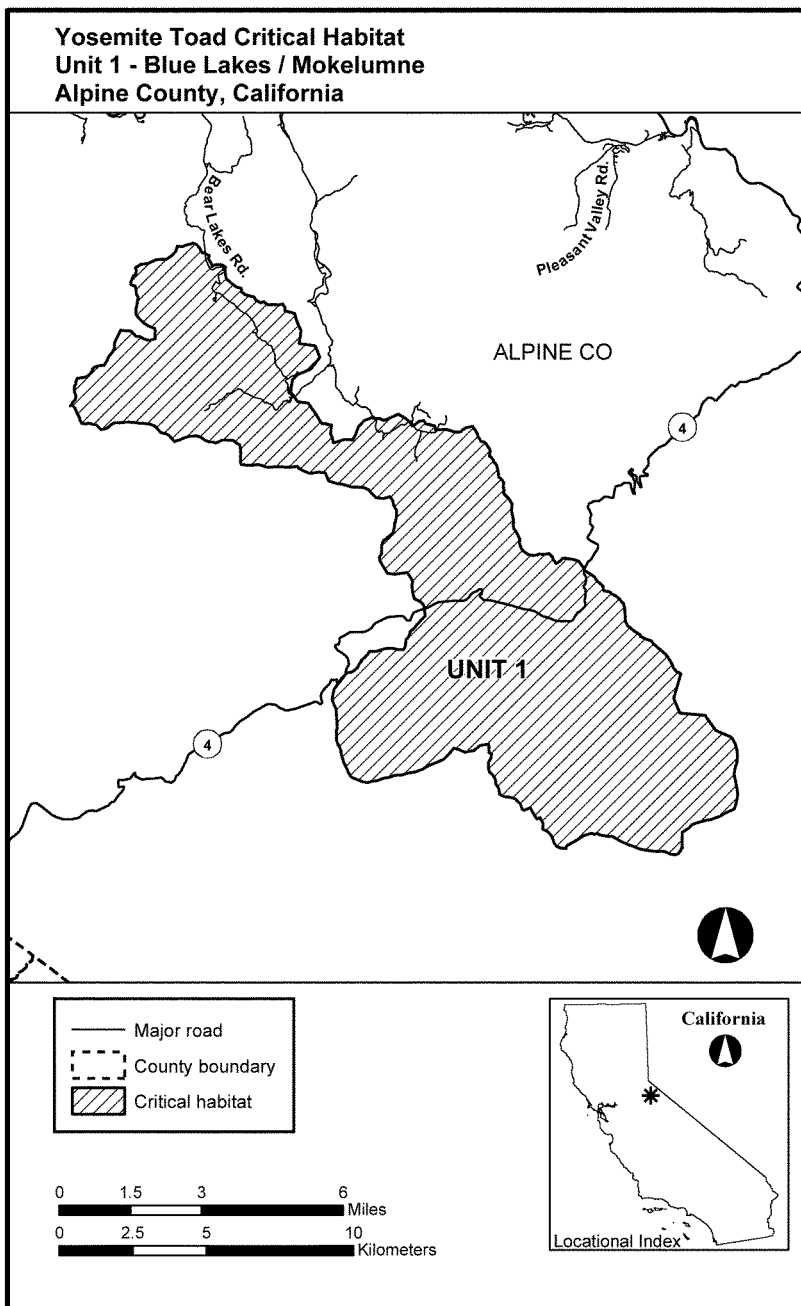 Yosemite Toad Critical Habitat
Unit 1 - Blue Lakes / Mokelumne
Alpine County, California
Bear Lakes Rd.
Pleasant Valley Rd.
ALPINE CO
4
UNIT 1
4
Major road
County boundary
Critical habitat
0 1.5 3 6
Miles
0 2.5 5 10
Kilometers
California
Locational Index